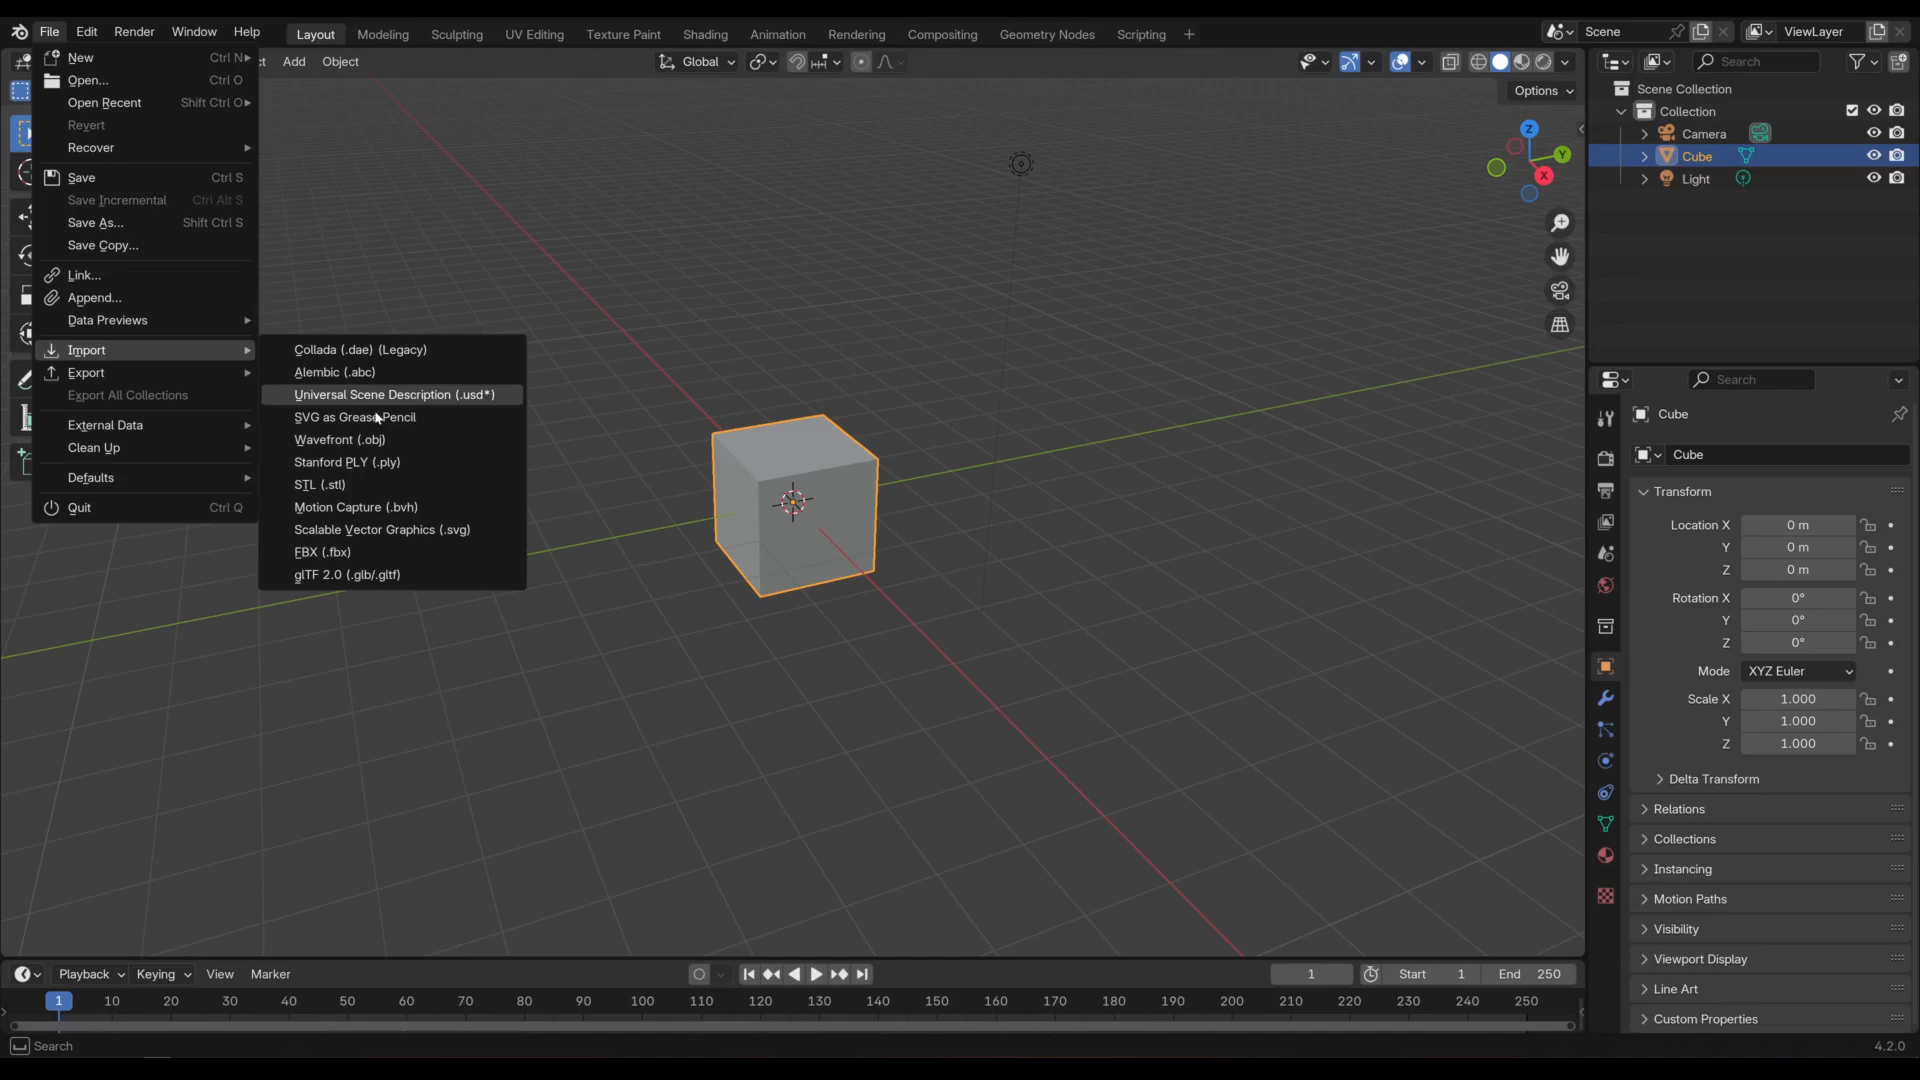 File Edit Render Window Help Layout Modeling Sculpting UV Editing Texture Paint Shading Animation Rendering Compositing Geometry Nodes Scripting Scene ViewLayer
Add Object Global Search
Options
New Ctrl N
Open... Ctrl O
Open Recent Shift Ctrl O
Revert
Recover
Save Ctrl S
Save Incremental Ctrl Alt S
Save As... Shift Ctrl S
Save Copy...
Link...
Append...
Data Previews
Import
Export
Export All Collections
External Data
Clean Up
Defaults
Quit Ctrl Q
Collada (.dae) (Legacy)
Alembic (.abc)
Universal Scene Description (.usd*)
SVG as Grease Pencil
Wavefront (.obj)
Stanford PLY (.ply)
STL (.stl)
Motion Capture (.bvh)
Scalable Vector Graphics (.svg)
FBX (.fbx)
glTF 2.0 (.glb/.gltf)
Z
Y
X
Scene Collection
Collection
Camera
Cube
Light
Search
Cube
Cube
Transform
Location X 0 m
Y 0 m
Z 0 m
Rotation X 0°
Y 0°
Z 0°
Mode XYZ Euler
Scale X 1.000
Y 1.000
Z 1.000
Delta Transform
Relations
Collections
Instancing
Motion Paths
Visibility
Viewport Display
Line Art
Custom Properties
Playback Keying View Marker 1 Start 1 End 250
1 10 20 30 40 50 60 70 80 90 100 110 120 130 140 150 160 170 180 190 200 210 220 230 240 250
Search 4.2.0